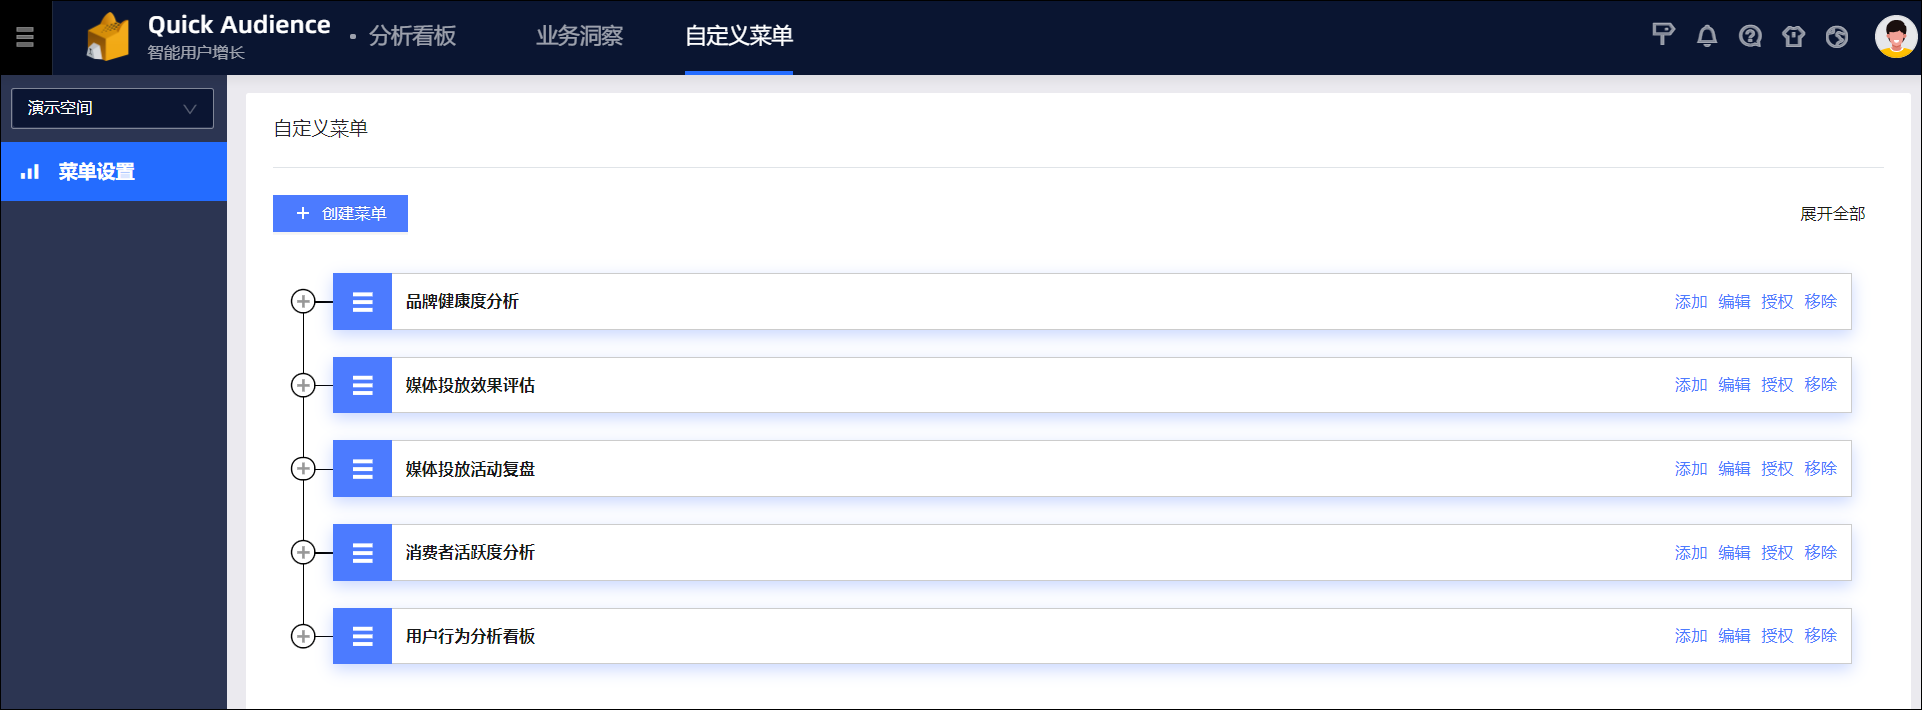 Quick Audience
智能用户增长
分析看板
业务洞察
自定义菜单
演示空间
菜单设置
自定义菜单
创建菜单
展开全部
品牌健康度分析 添加 编辑 授权 移除
媒体投放效果评估 添加 编辑 授权 移除
媒体投放活动复盘 添加 编辑 授权 移除
消费者活跃度分析 添加 编辑 授权 移除
用户行为分析看板 添加 编辑 授权 移除